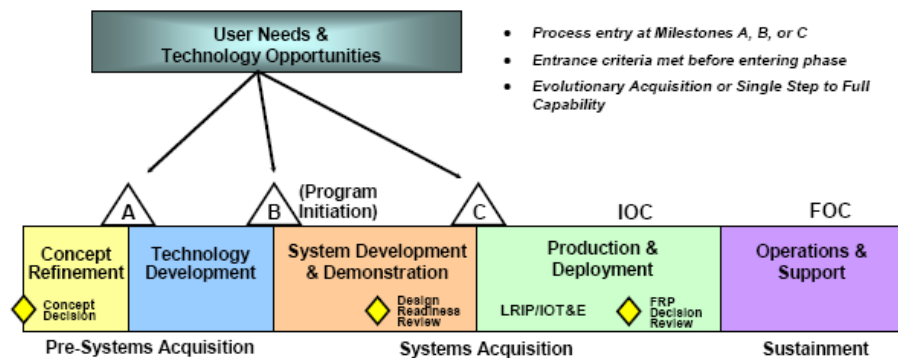 User Needs &
Technology Opportunities
• Process entry at Milestones A, B, or C
• Entrance criteria met before entering phase
• Evolutionary Acquisition or Single Step to Full
Capability
A
B
(Program
Initiation)
C
IOC
FOC
Concept
Refinement
Technology
Development
System Development
& Demonstration
Production &
Deployment
Operations &
Support
Concept
Decision
Design
Readiness
Review
LRIP/IOT&E
FRP
Decision
Review
Pre-Systems Acquisition
Systems Acquisition
Sustainment